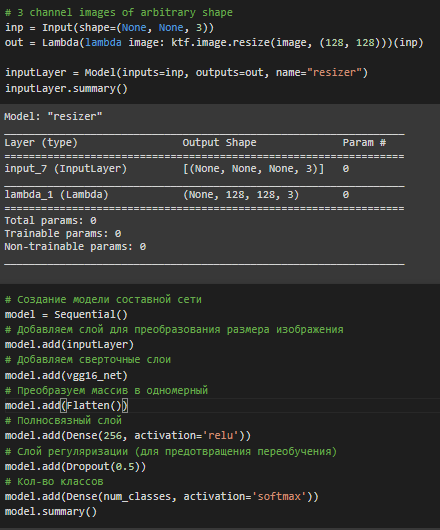 # 3 channel images of arbitrary shape
inp = Input(shape=(None, None, 3))
out = Lambda(lambda image: ktf.image.resize(image, (128, 128)))(inp)
inputLayer = Model(inputs=inp, outputs=out, name="resizer")
inputLayer.summary()
Model: "resizer"
Layer (type) Output Shape Param #
=================================================================
input_7 (InputLayer) [(None, None, None, 3)] 0
lambda_1 (Lambda) (None, 128, 128, 3) 0
=================================================================
Total params: 0
Trainable params: 0
Non-trainable params: 0
# Создание модели составной сети
model = Sequential()
# Добавляем слой для преобразования размера изображения
model.add(inputLayer)
# Добавляем сверточные слои
model.add(vgg16_net)
# Преобразуем массив в одномерный
model.add(Flatten())
# Полносвязный слой
model.add(Dense(256, activation='relu'))
# Слой регуляризации (для предотвращения переобучения)
model.add(Dropout(0.5))
# Кол-во классов
model.add(Dense(num_classes, activation='softmax'))
model.summary()